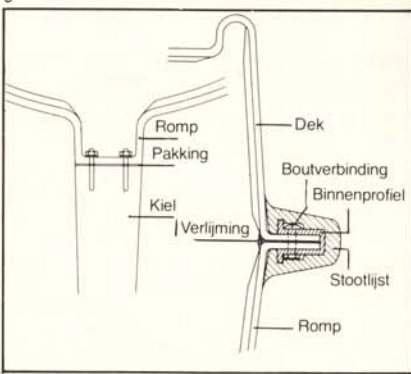 Romp
Pakking
Kiel
Verlijming
Dek
Boutverbinding
Binnenprofiel
Stootlijst
Romp